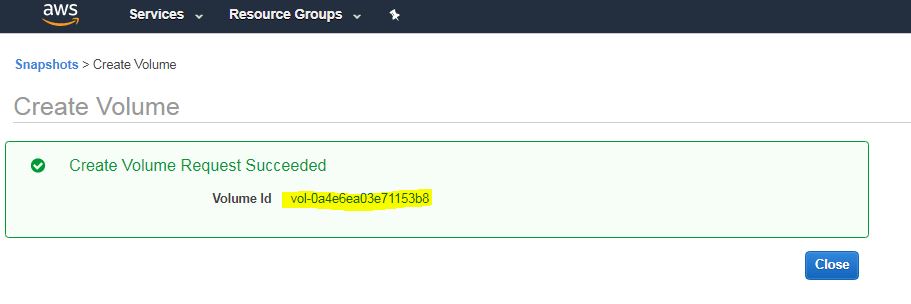 aws Services Resource Groups
Snapshots > Create Volume
Create Volume
Create Volume Request Succeeded
Volume Id vol-0a4e6ea03e71153b8
Close